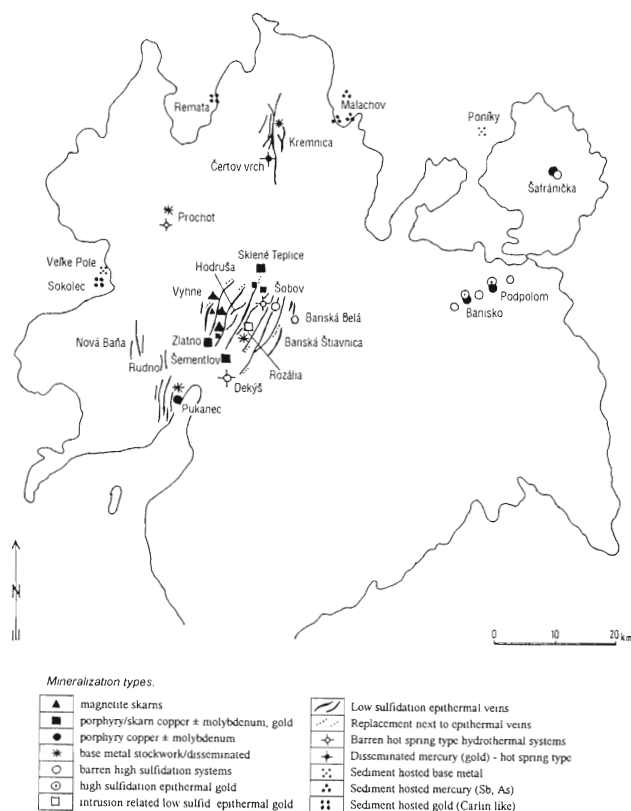 Remata
Malachov
Kremnica
Poníky
Čertov vrch
Šafránička
Prochot
Sklené Teplice
Veľke Pole
Hodruša
Sokolec
Vyhne
Šobov
Podpolom
Banisko
Banská Belá
Nová Baňa
Zlatno
Banská Štiavnica
Rudno
Šementlov
Rozália
Dekýš
Pukanec
N
0 10 20 km
Mineralization types.
magnetite skarns
porphyry/skarn copper ± molybdenum, gold
porphyry copper ± molybdenum
base metal stockwork/disseminated
barren high sulfidation systems
high sulfidation epithermal gold
intrusion related low sulfid epithermal gold
Low sulfidation epithermal veins
Replacement next to epithermal veins
Barren hot spring type hydrothermal systems
Disseminated mercury (gold) - hot spring type
Sediment hosted base metal
Sediment hosted mercury (Sb, As)
Sediment hosted gold (Carlin like)